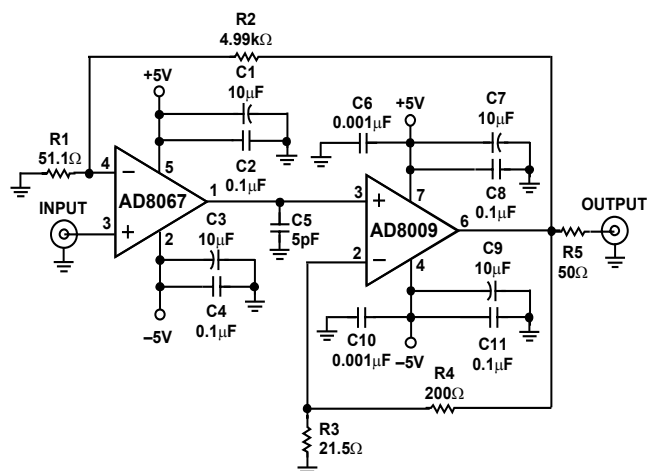 R2
4.99kΩ
+5V
C1
10μF
C2
0.1μF
R1
51.1Ω
4
5
1
AD8067
INPUT
3
2
C3
10μF
C4
0.1μF
–5V
C5
5pF
C6
0.001μF
+5V
C7
10μF
C8
0.1μF
3
7
AD8009
6
2
4
C9
10μF
C10
0.001μF
–5V
C11
0.1μF
OUTPUT
R5
50Ω
R4
200Ω
R3
21.5Ω